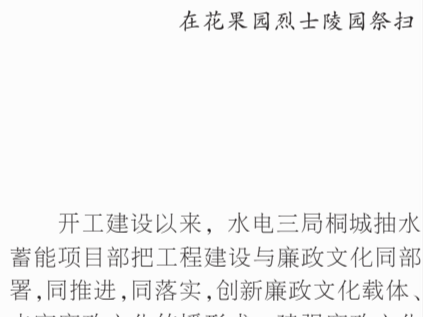 在花果园烈士陵园祭扫
开工建设以来，水电三局桐城抽水
蓄能项目部把工程建设与廉政文化同部
署,同推进,同落实,创新廉政文化载体、